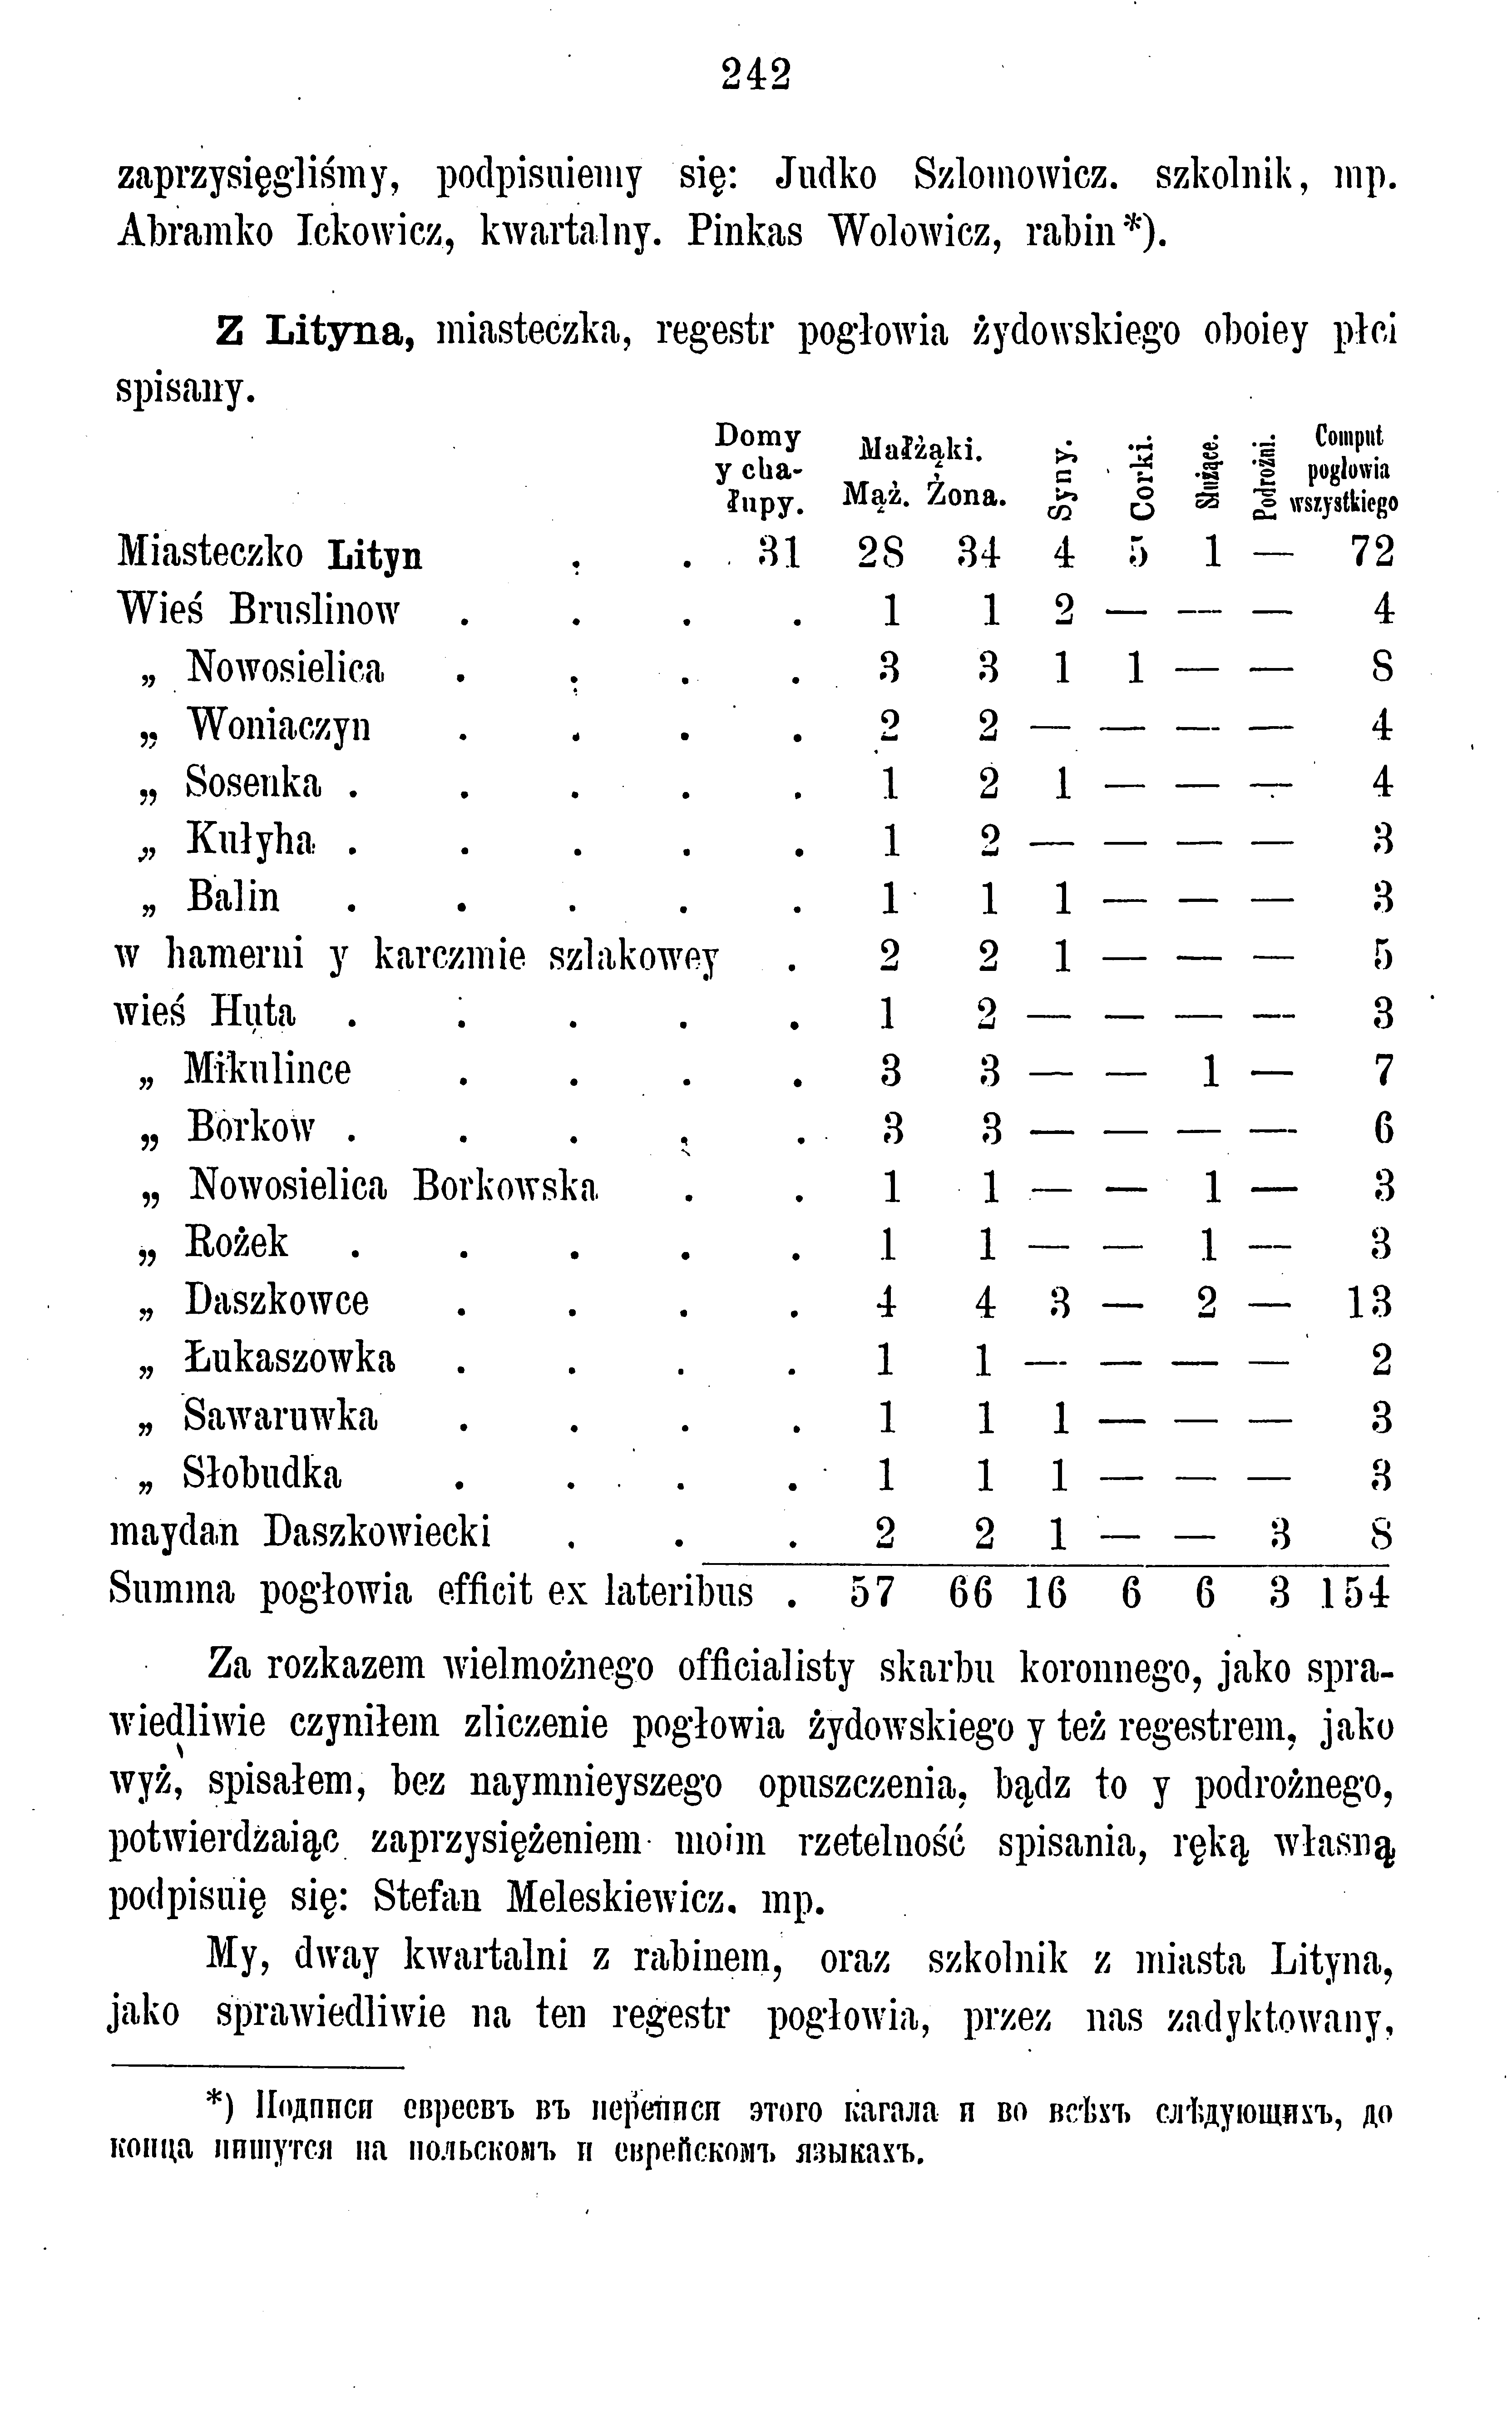 242
zaprzysięgliśmy, podpisuiemy się: Judko Szlomowicz. szkolnik, mp.
Abramko Ickowicz, kwartalny. Pinkas Wolowicz, rabin*).
Z Lityna, miasteczka, regestr pogłowia żydowskiego oboiey płci
spisany.
Domy y cha- łupy. Małżąki. Mąż. Żona. Syny. Corki. Służące. Podrożni. Comput pogłowia wszystkiego
Miasteczko Lityn . . 31 28 34 4 5 1 — 72
Wieś Bruslinow . . . . 1 1 2 — — — 4
„ Nowosielica . . . . 3 3 1 1 — — 8
„ Woniaczyn . . . . 2 2 — — — — 4
„ Sosenka . . . . . 1 2 1 — — — 4
„ Kułyha . . . . . 1 2 — — — — 3
„ Balin . . . . . 1 1 1 — — — 3
w hamerni y karczmie szlakowey . 2 2 1 — — — 5
wieś Huta . . . . . 1 2 — — — — 3
„ Mikulince . . . . 3 3 — — 1 — 7
„ Borkow . . . . . 3 3 — — — — 6
„ Nowosielica Borkowska . . 1 1 — — 1 — 3
„ Rożek . . . . . 1 1 — — 1 — 3
„ Daszkowce . . . . 4 4 3 — 2 — 13
„ Łukaszowka . . . . 1 1 — — — — 2
„ Sawaruwka . . . . 1 1 1 — — — 3
„ Słobudka . . . . 1 1 1 — — — 3
maydan Daszkowiecki . . . 2 2 1 — — 3 8
Summa pogłowia efficit ex lateribus . 57 66 16 6 6 3 154
Za rozkazem wielmożnego officialisty skarbu koronnego, jako spra-
wiedliwie czyniłem zliczenie pogłowia żydowskiego y też regestrem, jako
wyż, spisałem, bez naymnieyszego opuszczenia, bądz to y podrożnego,
potwierdzaiąc zaprzysiężeniem moim rzetelność spisania, ręką własną
podpisuię się: Stefan Meleskiewicz. mp.
My, dway kwartalni z rabinem, oraz szkolnik z miasta Lityna,
jako sprawiedliwie na ten regestr pogłowia, przez nas zadyktowany,
*) Подписи евреевъ въ переписи этого кагала и во всѣхъ слѣдующихъ, до
конца пишутся на польскомъ и еврейскомъ языкахъ.